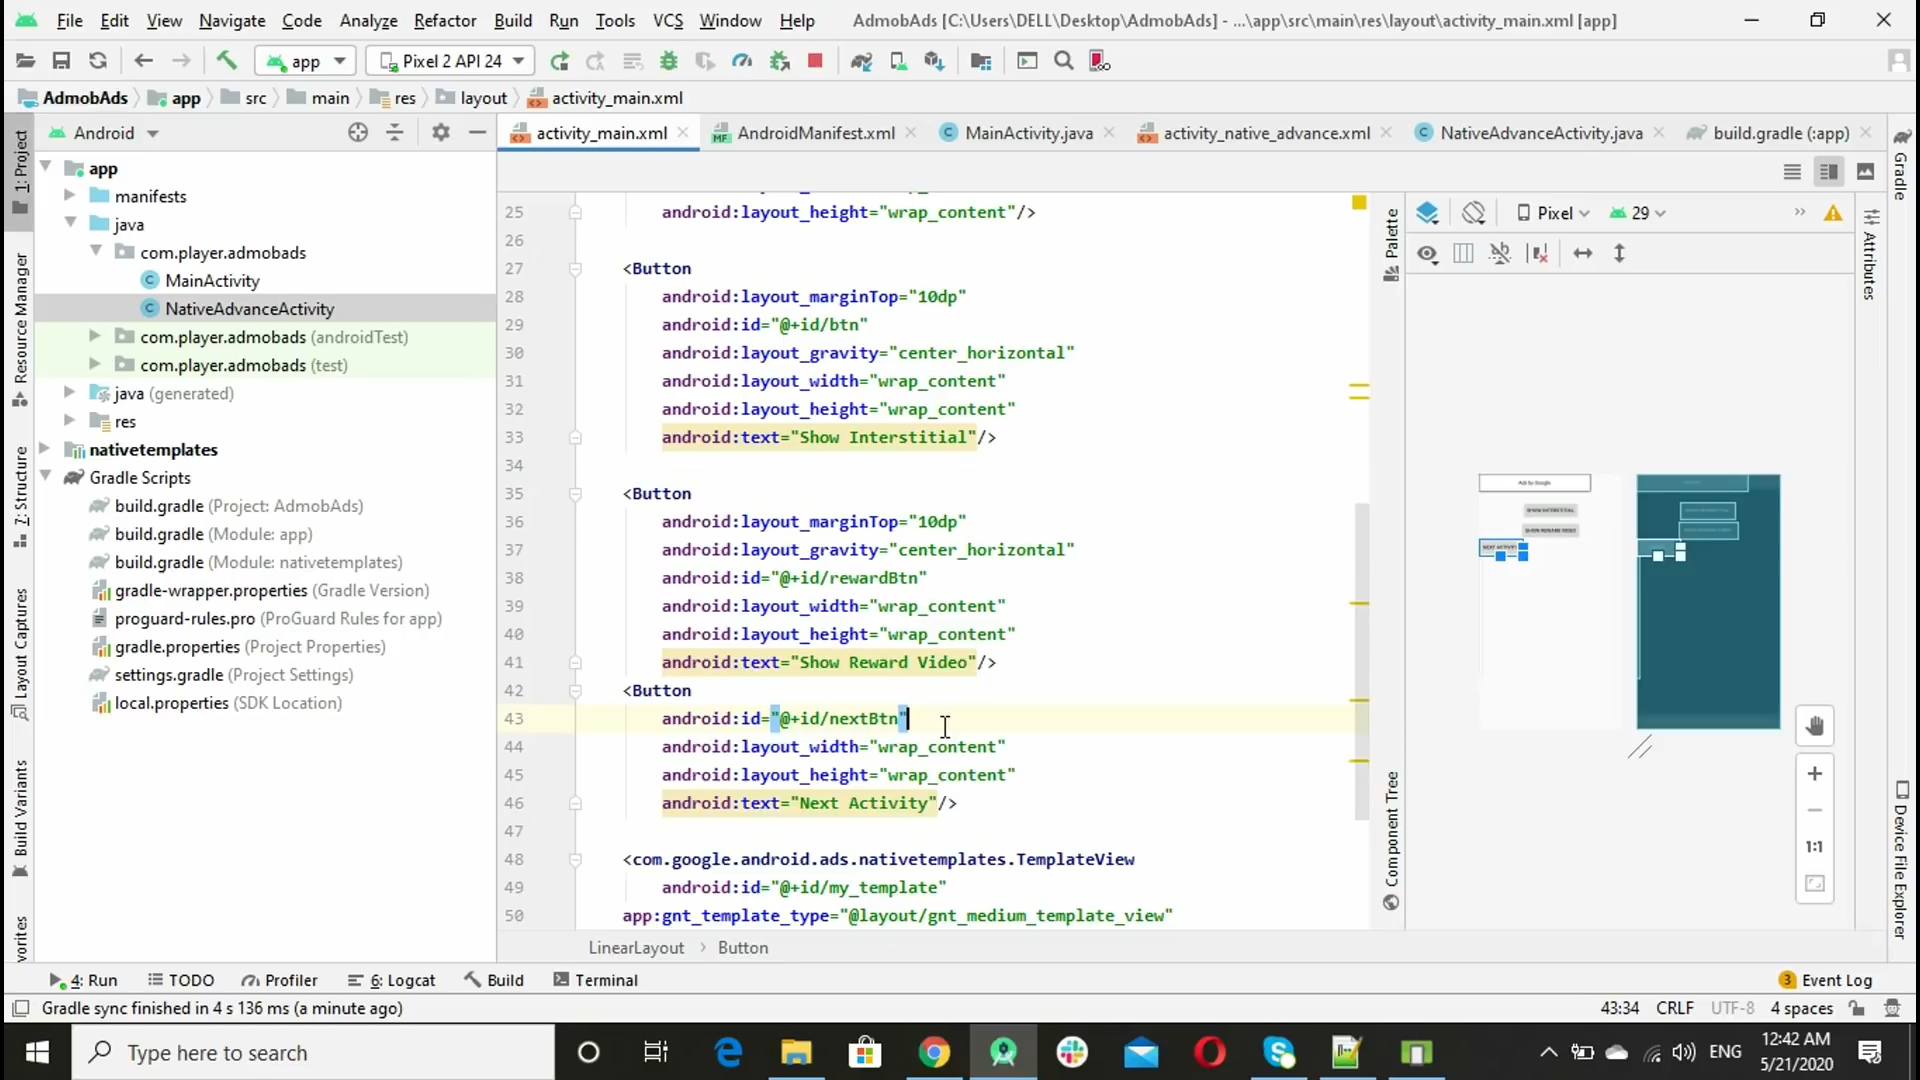 File Edit View Navigate Code Analyze Refactor Build Run Tools VCS Window Help AdmobAds [C:\Users\DELL\Desktop\AdmobAds] - ...\app\src\main\res\layout\activity_main.xml [app]
app Pixel 2 API 24
AdmobAds app src main res layout activity_main.xml
Android
activity_main.xml AndroidManifest.xml MainActivity.java activity_native_advance.xml NativeAdvanceActivity.java build.gradle (:app)
1: Project
Resource Manager
7: Structure
Layout Captures
Build Variants
vorites
app
manifests
java
com.player.admobads
MainActivity
NativeAdvanceActivity
com.player.admobads (androidTest)
com.player.admobads (test)
java (generated)
res
nativetemplates
Gradle Scripts
build.gradle (Project: AdmobAds)
build.gradle (Module: app)
build.gradle (Module: nativetemplates)
gradle-wrapper.properties (Gradle Version)
proguard-rules.pro (ProGuard Rules for app)
gradle.properties (Project Properties)
settings.gradle (Project Settings)
local.properties (SDK Location)
25 android:layout_height="wrap_content"/>
26
27 <Button
28 android:layout_marginTop="10dp"
29 android:id="@+id/btn"
30 android:layout_gravity="center_horizontal"
31 android:layout_width="wrap_content"
32 android:layout_height="wrap_content"
33 android:text="Show Interstitial"/>
34
35 <Button
36 android:layout_marginTop="10dp"
37 android:layout_gravity="center_horizontal"
38 android:id="@+id/rewardBtn"
39 android:layout_width="wrap_content"
40 android:layout_height="wrap_content"
41 android:text="Show Reward Video"/>
42 <Button
43 android:id="@+id/nextBtn"
44 android:layout_width="wrap_content"
45 android:layout_height="wrap_content"
46 android:text="Next Activity"/>
47
48 <com.google.android.ads.nativetemplates.TemplateView
49 android:id="@+id/my_template"
50 app:gnt_template_type="@layout/gnt_medium_template_view"
LinearLayout Button
Palette
Component Tree
Pixel 29
Ads by Google
SHOW INTERSTITIAL
SHOW REWARD VIDEO
1:1
Gradle
Attributes
Device File Explorer
4: Run TODO Profiler 6: Logcat Build Terminal 3 Event Log
Gradle sync finished in 4 s 136 ms (a minute ago) 43:34 CRLF UTF-8 4 spaces
Type here to search ENG 12:42 AM
5/21/2020